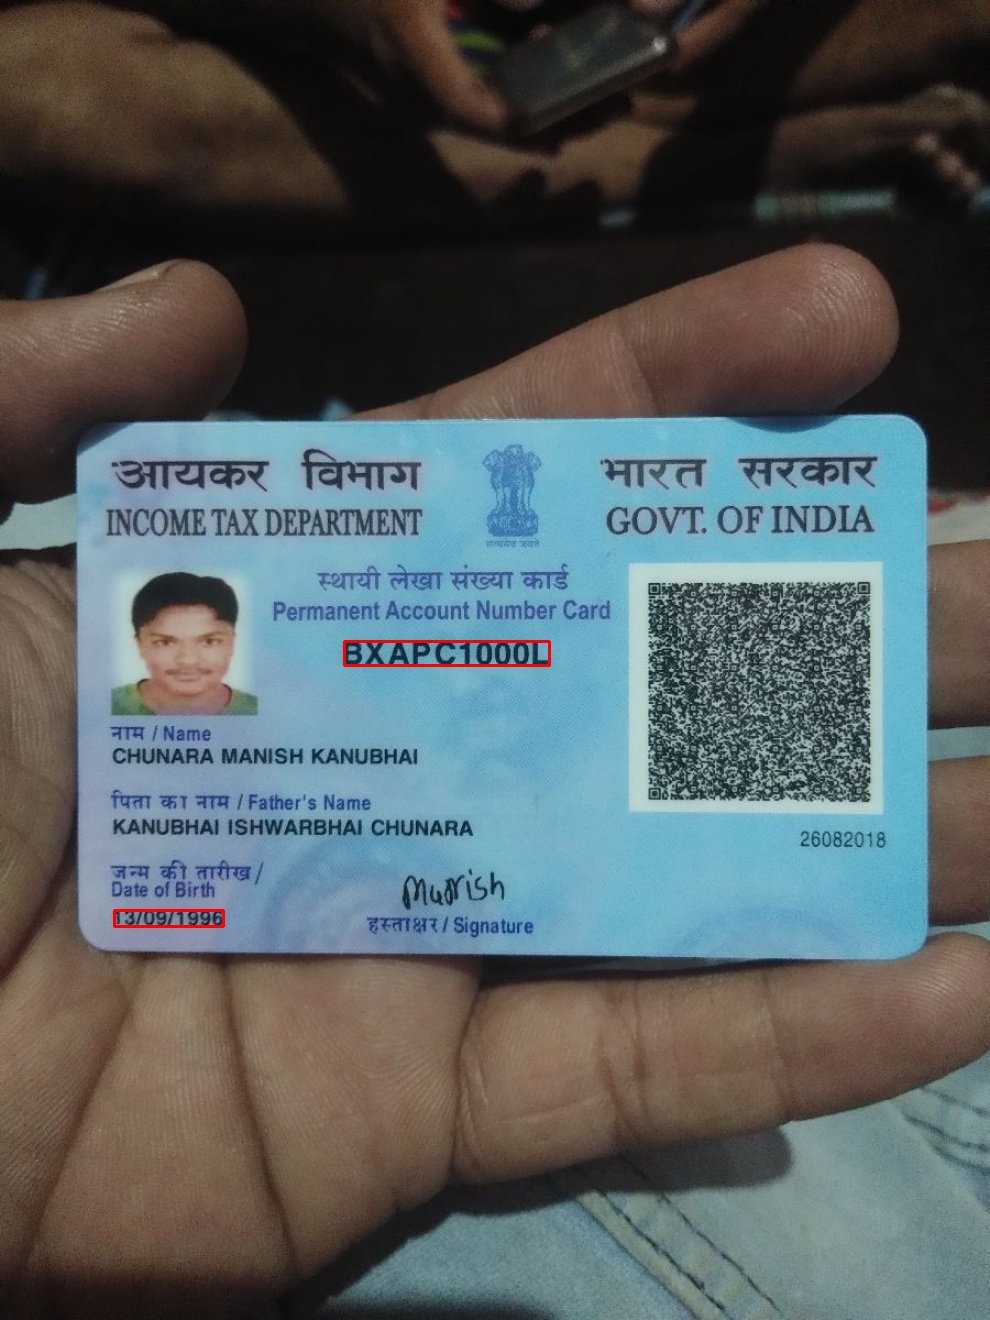 आयकर विभाग
INCOME TAX DEPARTMENT
सत्यमेव जयते
भारत सरकार
GOVT. OF INDIA
स्थायी लेखा संख्या कार्ड
Permanent Account Number Card
BXAPC1000L
नाम / Name
CHUNARA MANISH KANUBHAI
पिता का नाम / Father's Name
KANUBHAI ISHWARBHAI CHUNARA
26082018
जन्म की तारीख /
Date of Birth
13/09/1996
Manish
हस्ताक्षर / Signature